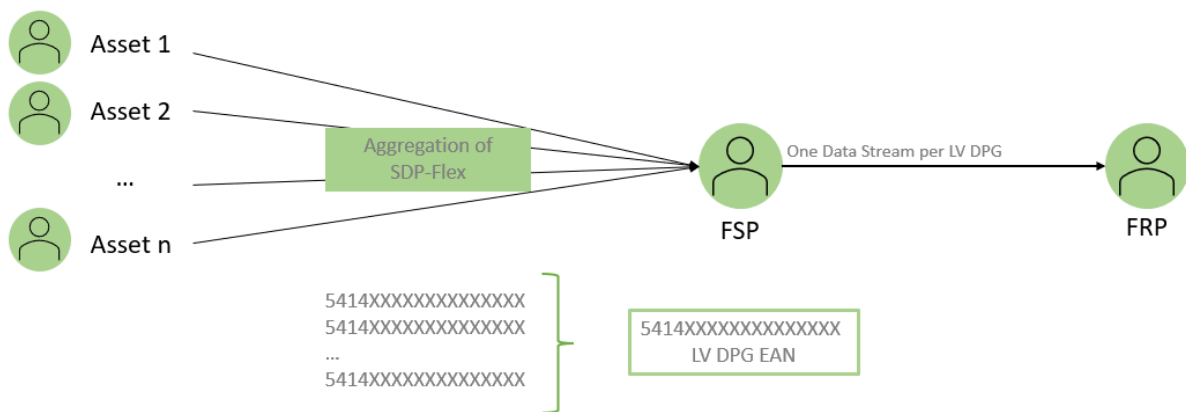 Asset 1
Asset 2
...
Asset n
Aggregation of
SDP-Flex
One Data Stream per LV DPG
FSP
FRP
5414XXXXXXXXXXXXXX
5414XXXXXXXXXXXXXX
...
5414XXXXXXXXXXXXXX
5414XXXXXXXXXXXXXX
LV DPG EAN